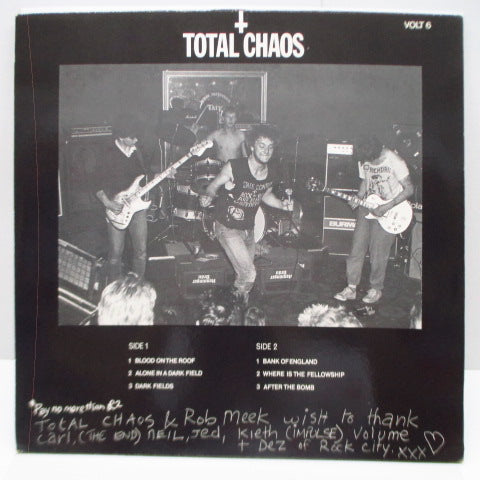 VOLT 6
TOTAL CHAOS
BURM
SIDE 1
1 BLOOD ON THE ROOF
2 ALONE IN A DARK FIELD
3 DARK FIELDS
SIDE 2
1 BANK OF ENGLAND
2 WHERE IS THE FELLOWSHIP
3 AFTER THE BOMB
*Pay no more than £2
TOTAL CHAOS & Rob Meek wish to thank
Carl, (THE END) NEIL, Jed, Kieth (IMPULSE), Volume
+ Dez of Rock City. xxx